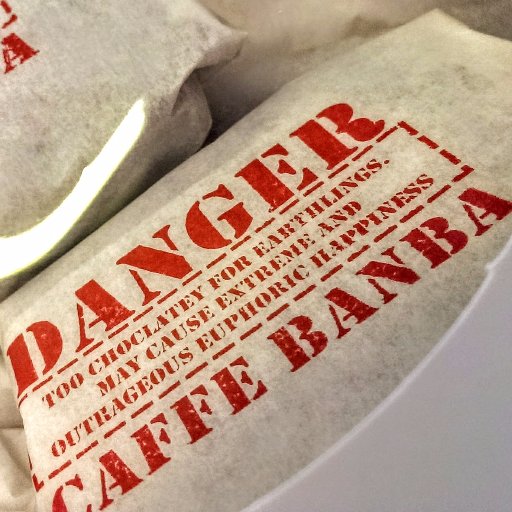 DANGER
TOO CHOCLATEY FOR EARTHLINGS.
MAY CAUSE EXTREME AND
OUTRAGEOUS EUPHORIC HAPPINESS
CAFFE BANBA